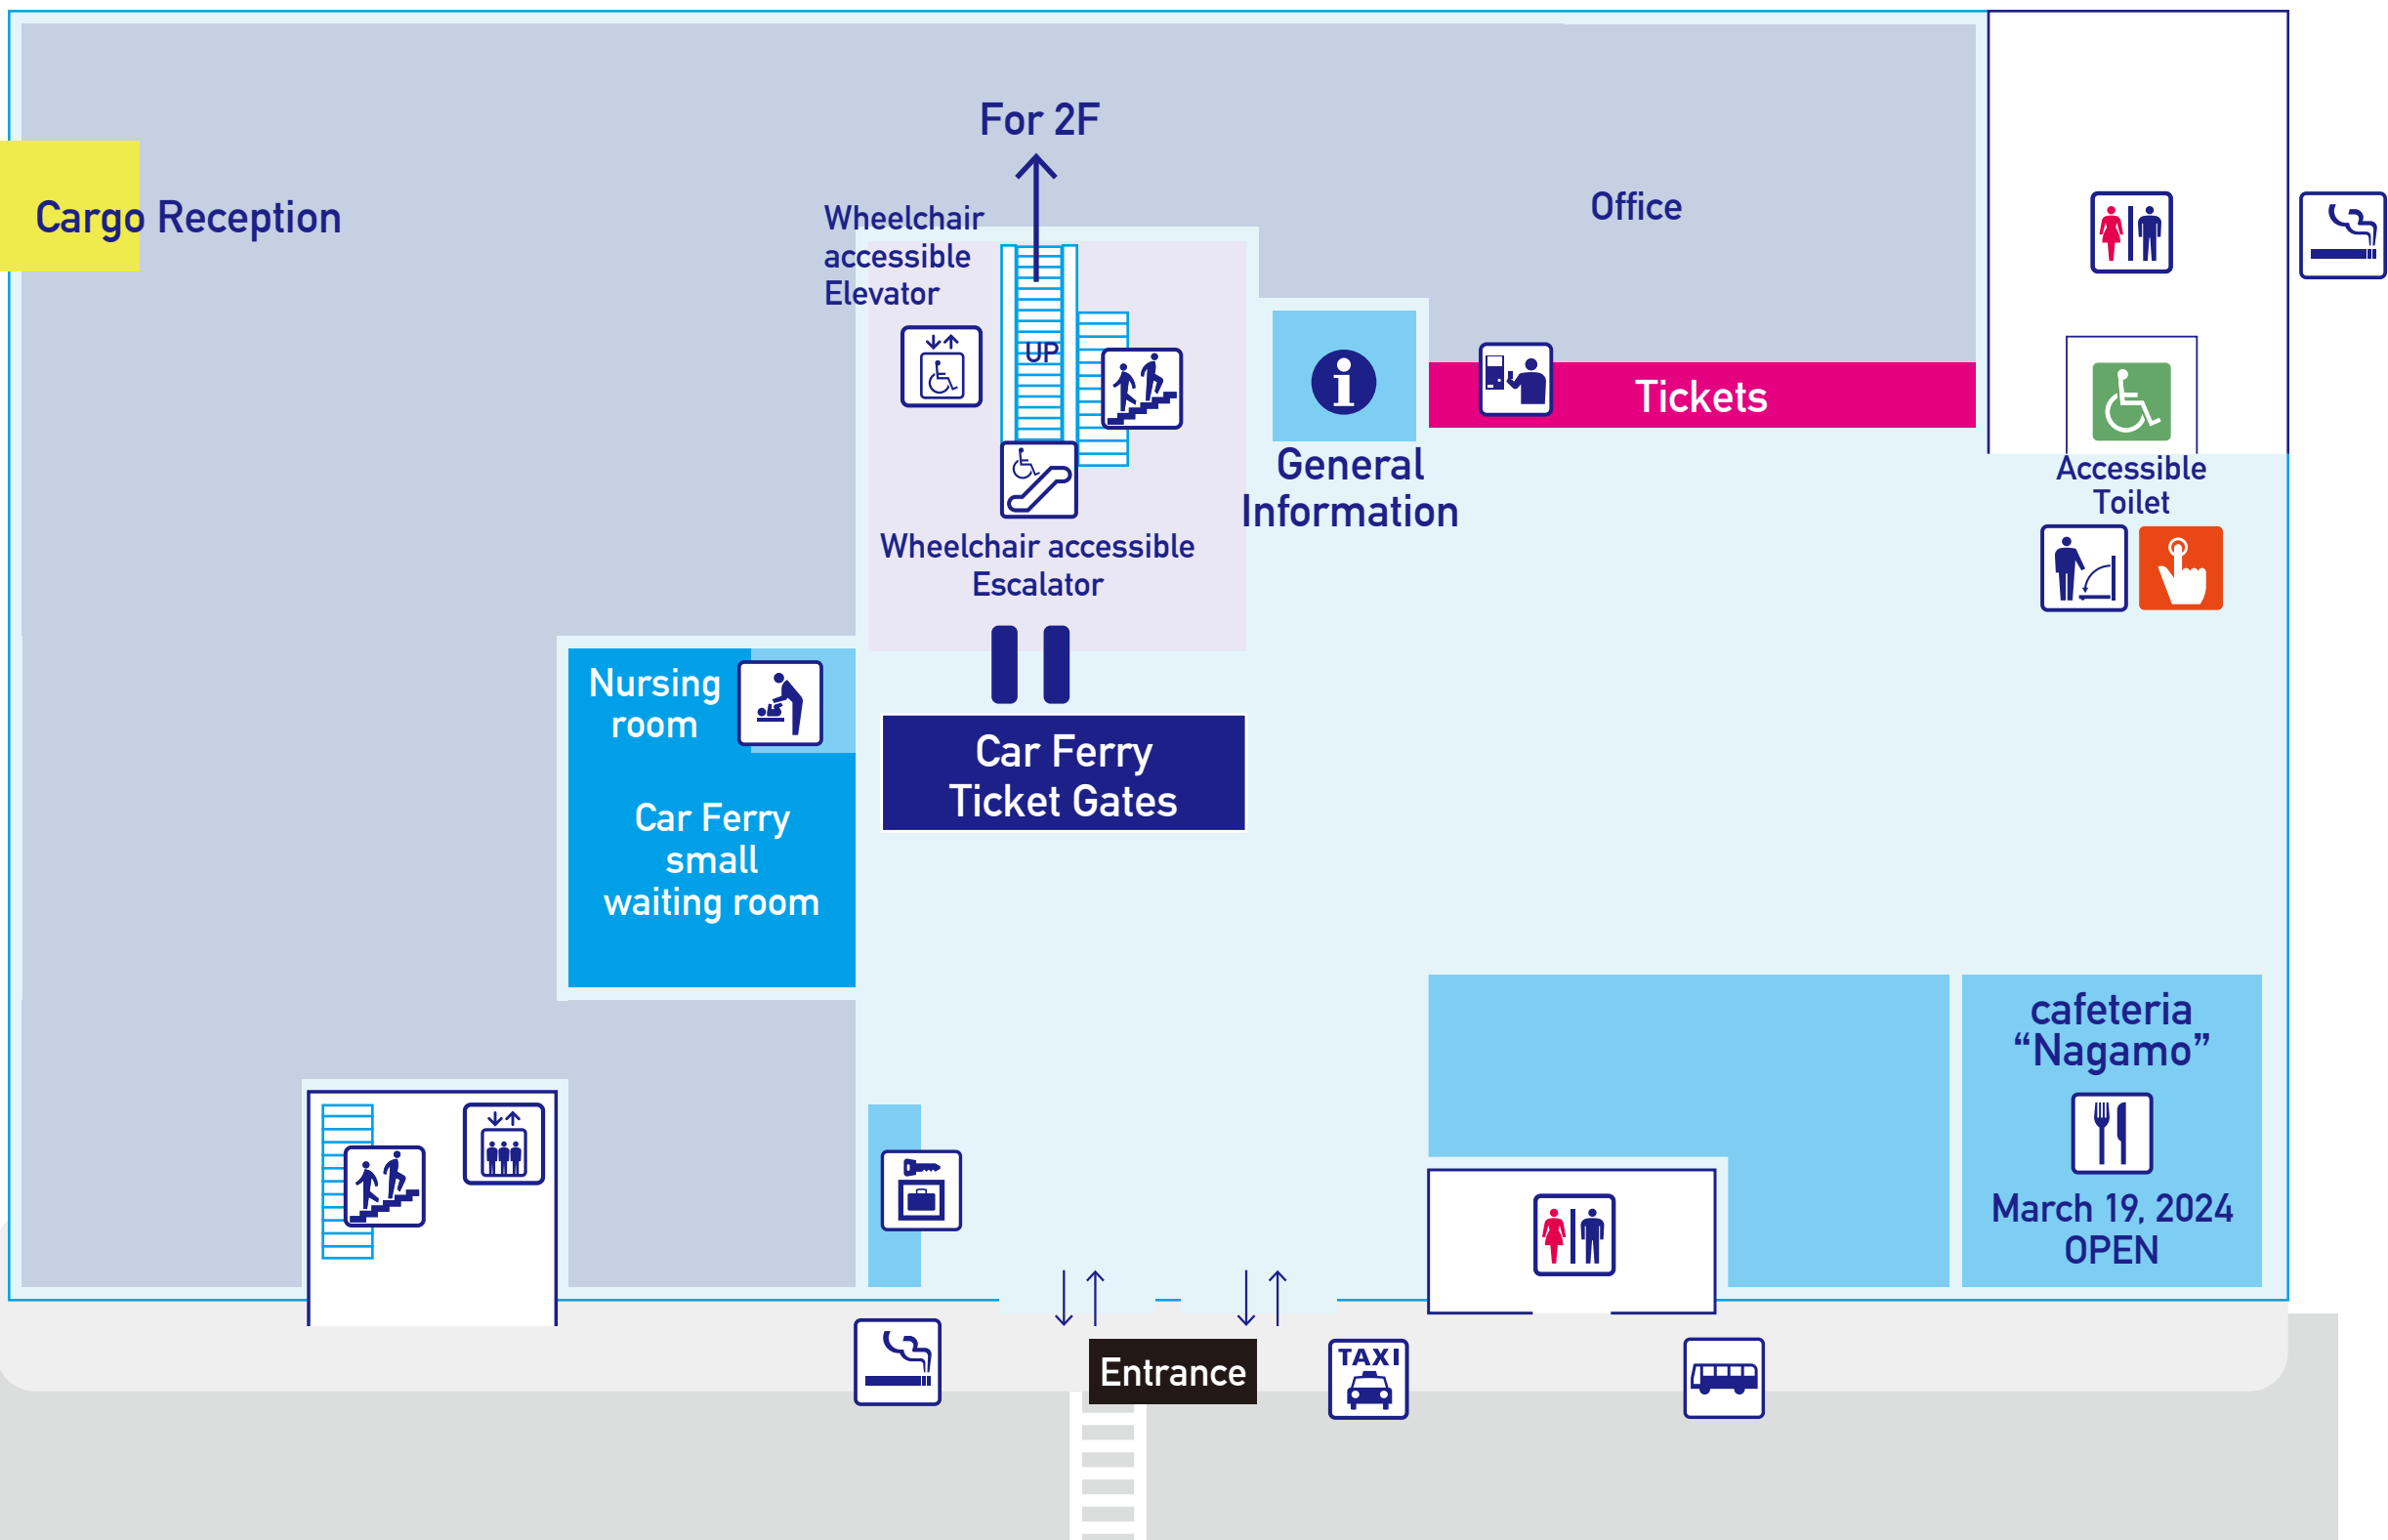 For 2F
Cargo Reception
Wheelchair
accessible
Elevator
Office
UP
Tickets
General
Information
Accessible
Toilet
Wheelchair accessible
Escalator
Nursing
room
Car Ferry
Ticket Gates
Car Ferry
small
waiting room
cafeteria
“Nagamo”
March 19, 2024
OPEN
Entrance
TAXI